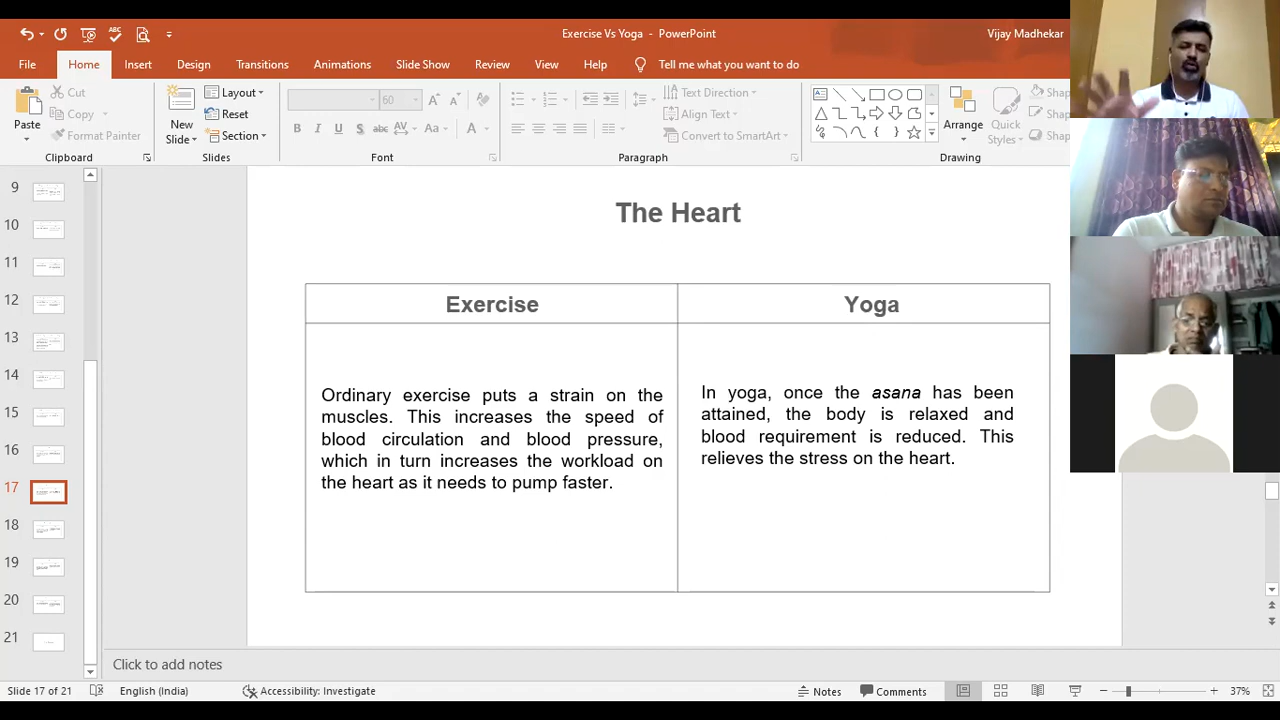 Exercise Vs Yoga - PowerPoint
Vijay Madhekar
File Home Insert Design Transitions Animations Slide Show Review View Help Tell me what you want to do
Cut
Copy
Format Painter
Paste
Clipboard
New
Slide
Layout
Reset
Section
Slides
60
B I U S abc AV Aa A
Font
Text Direction
Align Text
Convert to SmartArt
Paragraph
Arrange
Quick
Styles
Drawing
9
10
11
12
13
14
15
16
17
18
19
20
21
The Heart
Exercise
Ordinary exercise puts a strain on the
muscles. This increases the speed of
blood circulation and blood pressure,
which in turn increases the workload on
the heart as it needs to pump faster.
Yoga
In yoga, once the asana has been
attained, the body is relaxed and
blood requirement is reduced. This
relieves the stress on the heart.
Click to add notes
Slide 17 of 21 English (India) Accessibility: Investigate Notes Comments 37%